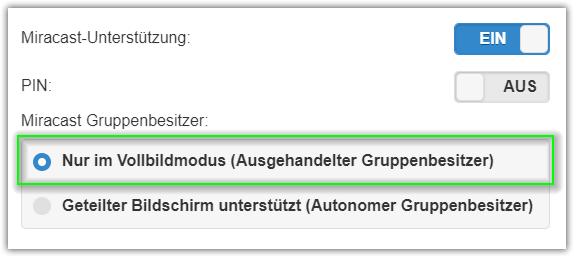 Miracast-Unterstützung:
EIN
PIN:
AUS
Miracast Gruppenbesitzer:
Nur im Vollbildmodus (Ausgehandelter Gruppenbesitzer)
Geteilter Bildschirm unterstützt (Autonomer Gruppenbesitzer)